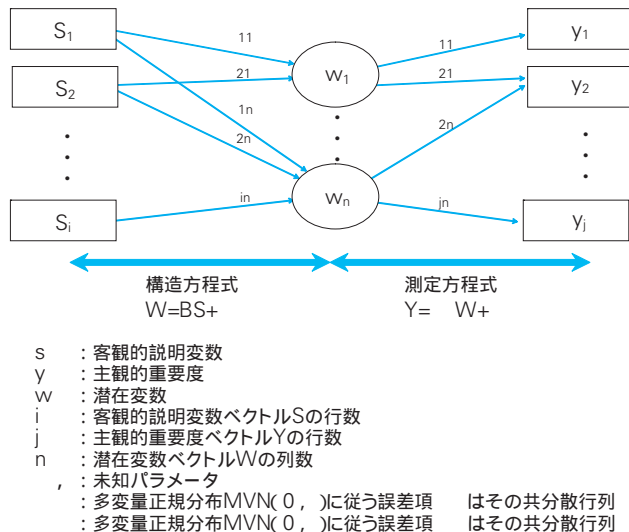 S1
11
w1
11
y1
S2
21
21
y2
1n
2n
2n
Si
in
wn
jn
yj
構造方程式
W=BS+
測定方程式
Y= W+
s ：客観的説明変数
y ：主観的重要度
w ：潜在変数
i ：客観的説明変数ベクトルSの行数
j ：主観的重要度ベクトルYの行数
n ：潜在変数ベクトルWの列数
, ：未知パラメータ
：多変量正規分布MVN( 0 , )に従う誤差項 はその共分散行列
：多変量正規分布MVN( 0 , )に従う誤差項 はその共分散行列